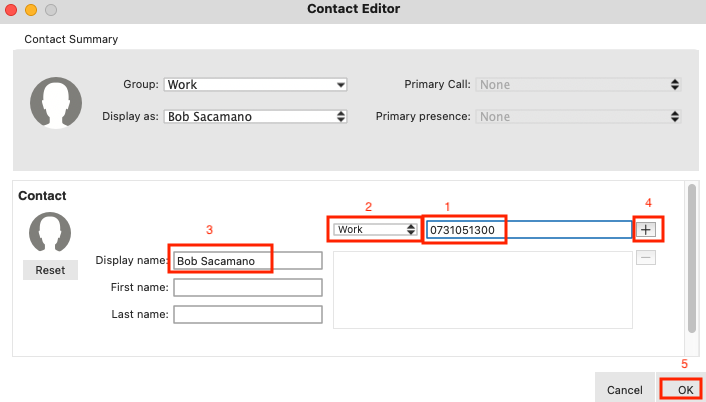 Contact Editor
Contact Summary
Group: Work Primary Call: None
Display as: Bob Sacamano Primary presence: None
Contact
2 1 4
3 Work 0731051300 +
Reset Display name: Bob Sacamano
First name:
Last name:
5
Cancel OK